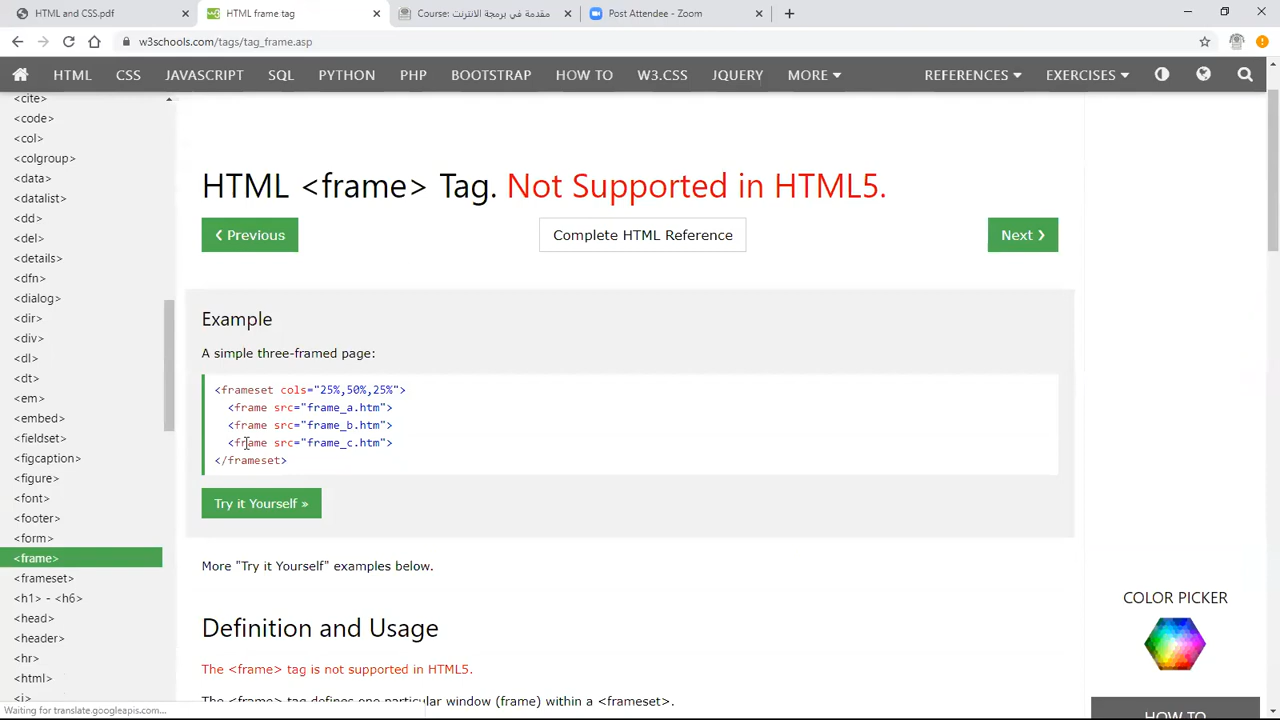 HTML and CSS.pdf
HTML frame tag
Course: مقدمة في برمجة الانترنت
Post Attendee - Zoom
w3schools.com/tags/tag_frame.asp
HTML CSS JAVASCRIPT SQL PYTHON PHP BOOTSTRAP HOW TO W3.CSS JQUERY MORE REFERENCES EXERCISES
<cite>
<code>
<col>
<colgroup>
<data>
<datalist>
<dd>
<del>
<details>
<dfn>
<dialog>
<dir>
<div>
<dl>
<dt>
<em>
<embed>
<fieldset>
<figcaption>
<figure>
<font>
<footer>
<form>
<frame>
<frameset>
<h1> - <h6>
<head>
<header>
<hr>
<html>
<i>
HTML <frame> Tag. Not Supported in HTML5.
❮ Previous
Complete HTML Reference
Next ❯
Example
A simple three-framed page:
<frameset cols="25%,50%,25%">
<frame src="frame_a.htm">
<frame src="frame_b.htm">
<frame src="frame_c.htm">
</frameset>
Try it Yourself »
More "Try it Yourself" examples below.
Definition and Usage
The <frame> tag is not supported in HTML5.
The <frame> tag defines one particular window (frame) within a <frameset>.
COLOR PICKER
HOW TO
Waiting for translate.googleapis.com...